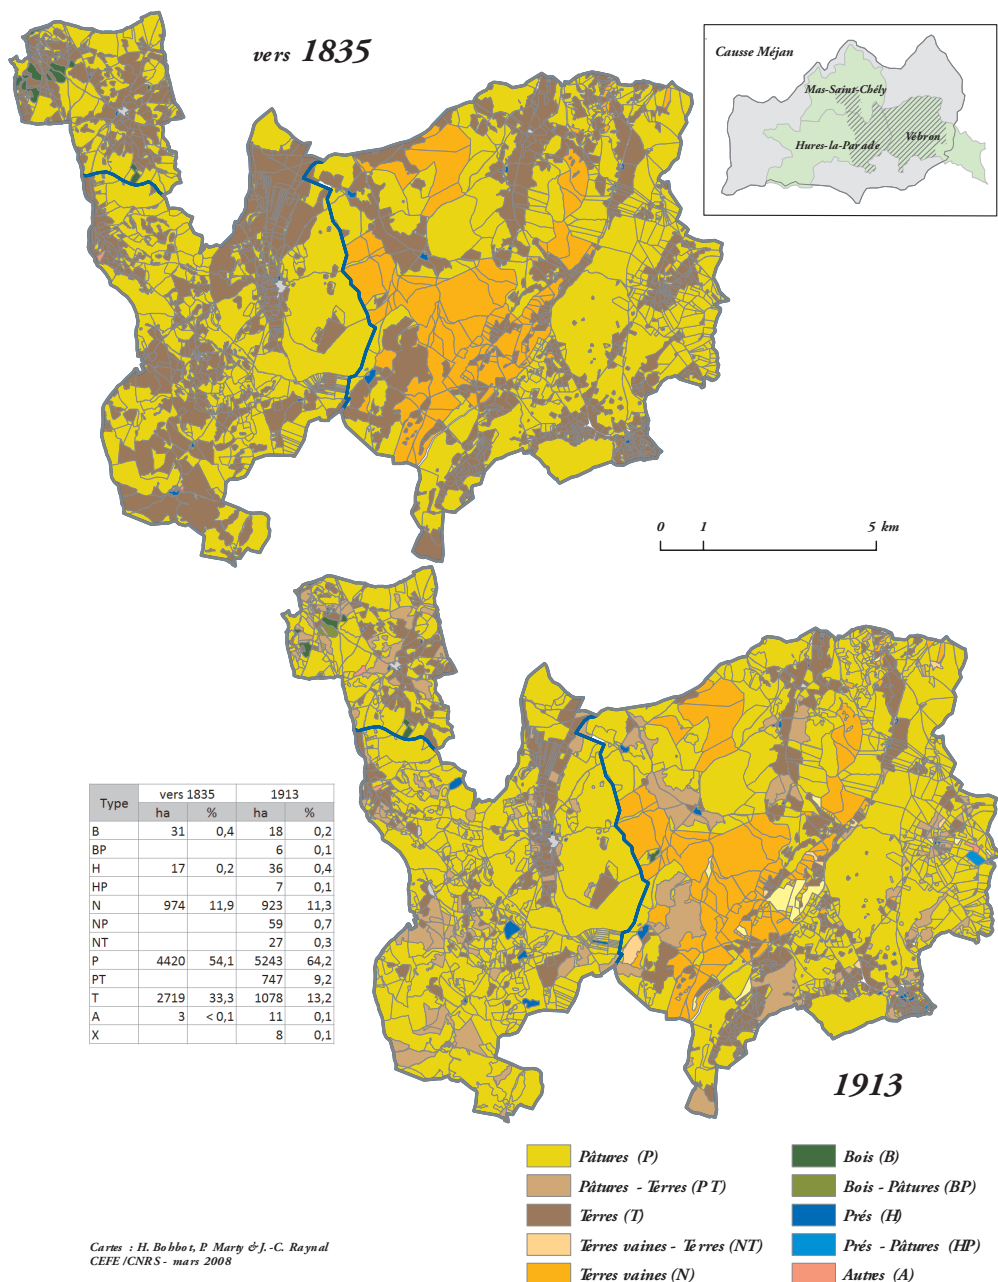 vers 1835
Causse Méjan
Mas-Saint-Chély
Vébron
Hures-la-Parade
0 1 5 km
Type vers 1835 1913
ha % ha %
B 31 0,4 18 0,2
BP 6 0,1
H 17 0,2 36 0,4
HP 7 0,1
N 974 11,9 923 11,3
NP 59 0,7
NT 27 0,3
P 4420 54,1 5243 64,2
PT 747 9,2
T 2719 33,3 1078 13,2
A 3 <0,1 11 0,1
X 8 0,1
1913
Pâtures (P)
Pâtures - Terres (PT)
Terres (T)
Terres vaines - Terres (NT)
Terres vaines (N)
Bois (B)
Bois - Pâtures (BP)
Prés (H)
Prés - Pâtures (HP)
Autres (A)
Cartes : H. Bohbot, P. Marty & J.-C. Raynal
CEFE/CNRS - mars 2008